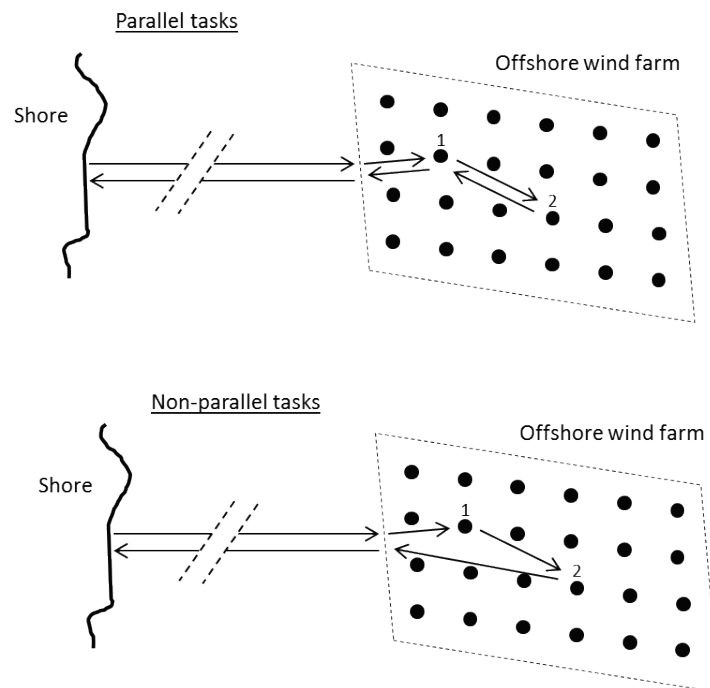 Parallel tasks
Offshore wind farm
Shore
1
2
Non-parallel tasks
Offshore wind farm
Shore
1
2